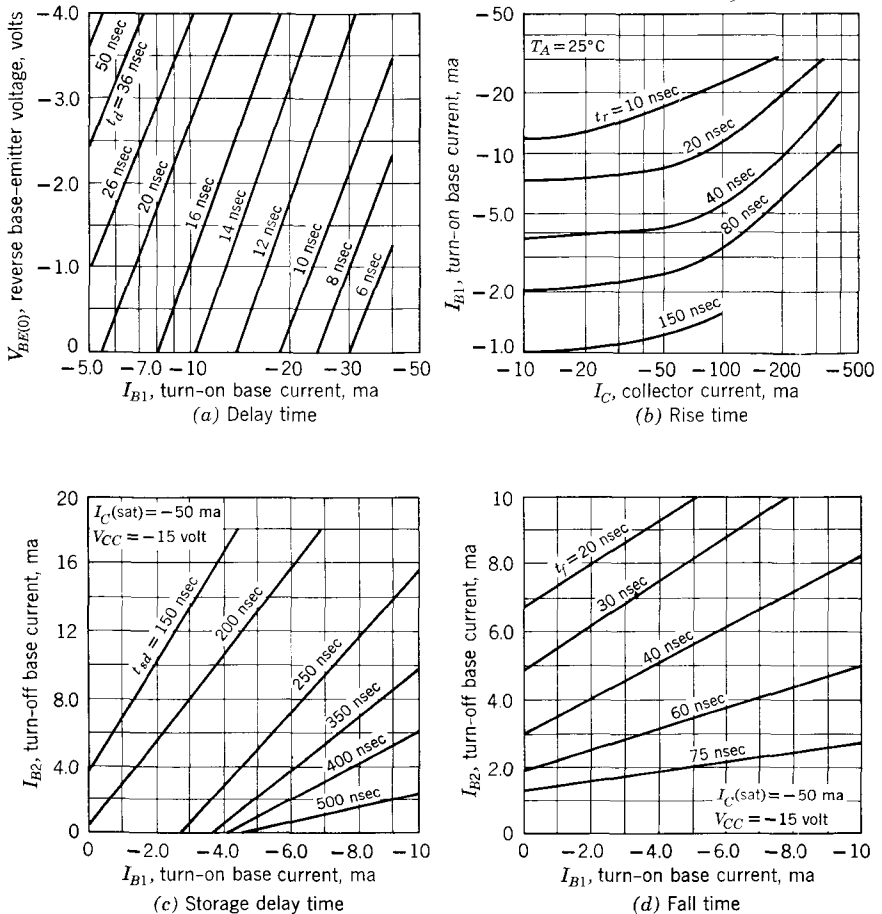 -4.0
-3.0
-2.0
-1.0
0
V_BE(0), reverse base-emitter voltage, volts
50 nsec
t_d = 36 nsec
26 nsec
20 nsec
16 nsec
14 nsec
12 nsec
10 nsec
8 nsec
6 nsec
-5.0 -7.0 -10 -20 -30 -50
I_B1, turn-on base current, ma
(a) Delay time
-50
-20
-10
-5.0
-2.0
-1.0
I_B1, turn-on base current, ma
T_A = 25°C
t_r = 10 nsec
20 nsec
40 nsec
80 nsec
150 nsec
-10 -50 -100 -200 -500
I_C, collector current, ma
(b) Rise time
20
16
12
8.0
4.0
0
I_B2, turn-off base current, ma
I_C(sat) = -50 ma
V_CC = -15 volt
t_sd = 150 nsec
200 nsec
250 nsec
350 nsec
400 nsec
500 nsec
0 -2.0 -4.0 -6.0 -8.0 -10
I_B1, turn-on base current, ma
(c) Storage delay time
10
8.0
6.0
4.0
2.0
0
I_B2, turn-off base current, ma
t_f = 20 nsec
30 nsec
40 nsec
60 nsec
75 nsec
I_C(sat) = -50 ma
V_CC = -15 volt
0 -2.0 -4.0 -6.0 -8.0 -10
I_B1, turn-on base current, ma
(d) Fall time